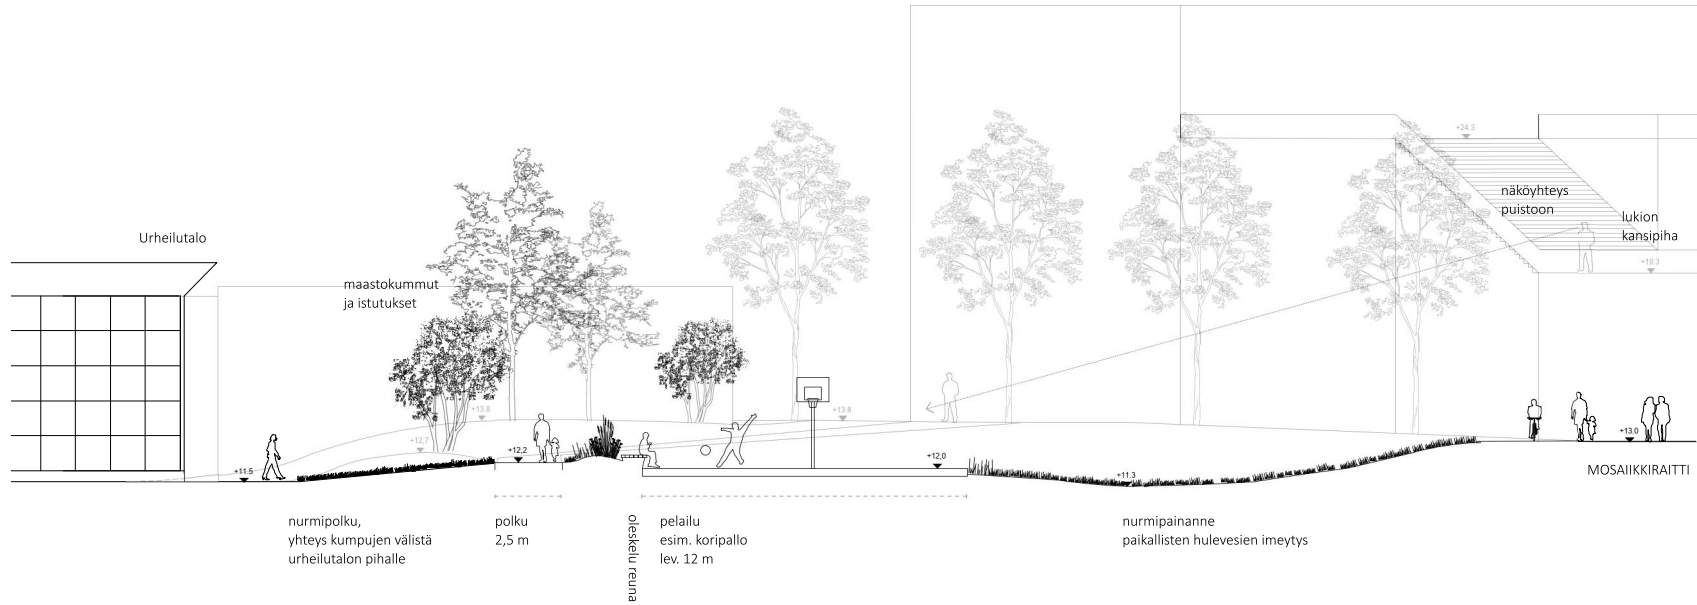 +24,3
näköyhteys
puistoon
lukion
kansipiha
+19.3
Urheilutalo
maastokummut
ja istutukset
+13.8
+13.8
+12,7
+12,2
+11.5
+12,0
+11.3
+13.0
MOSAIIKKIRAITTI
nurmipolku,
yhteys kumpujen välistä
urheilutalon pihalle
polku
2,5 m
oleskelu reuna
pelailu
esim. koripallo
lev. 12 m
nurmipainanne
paikallisten hulevesien imeytys